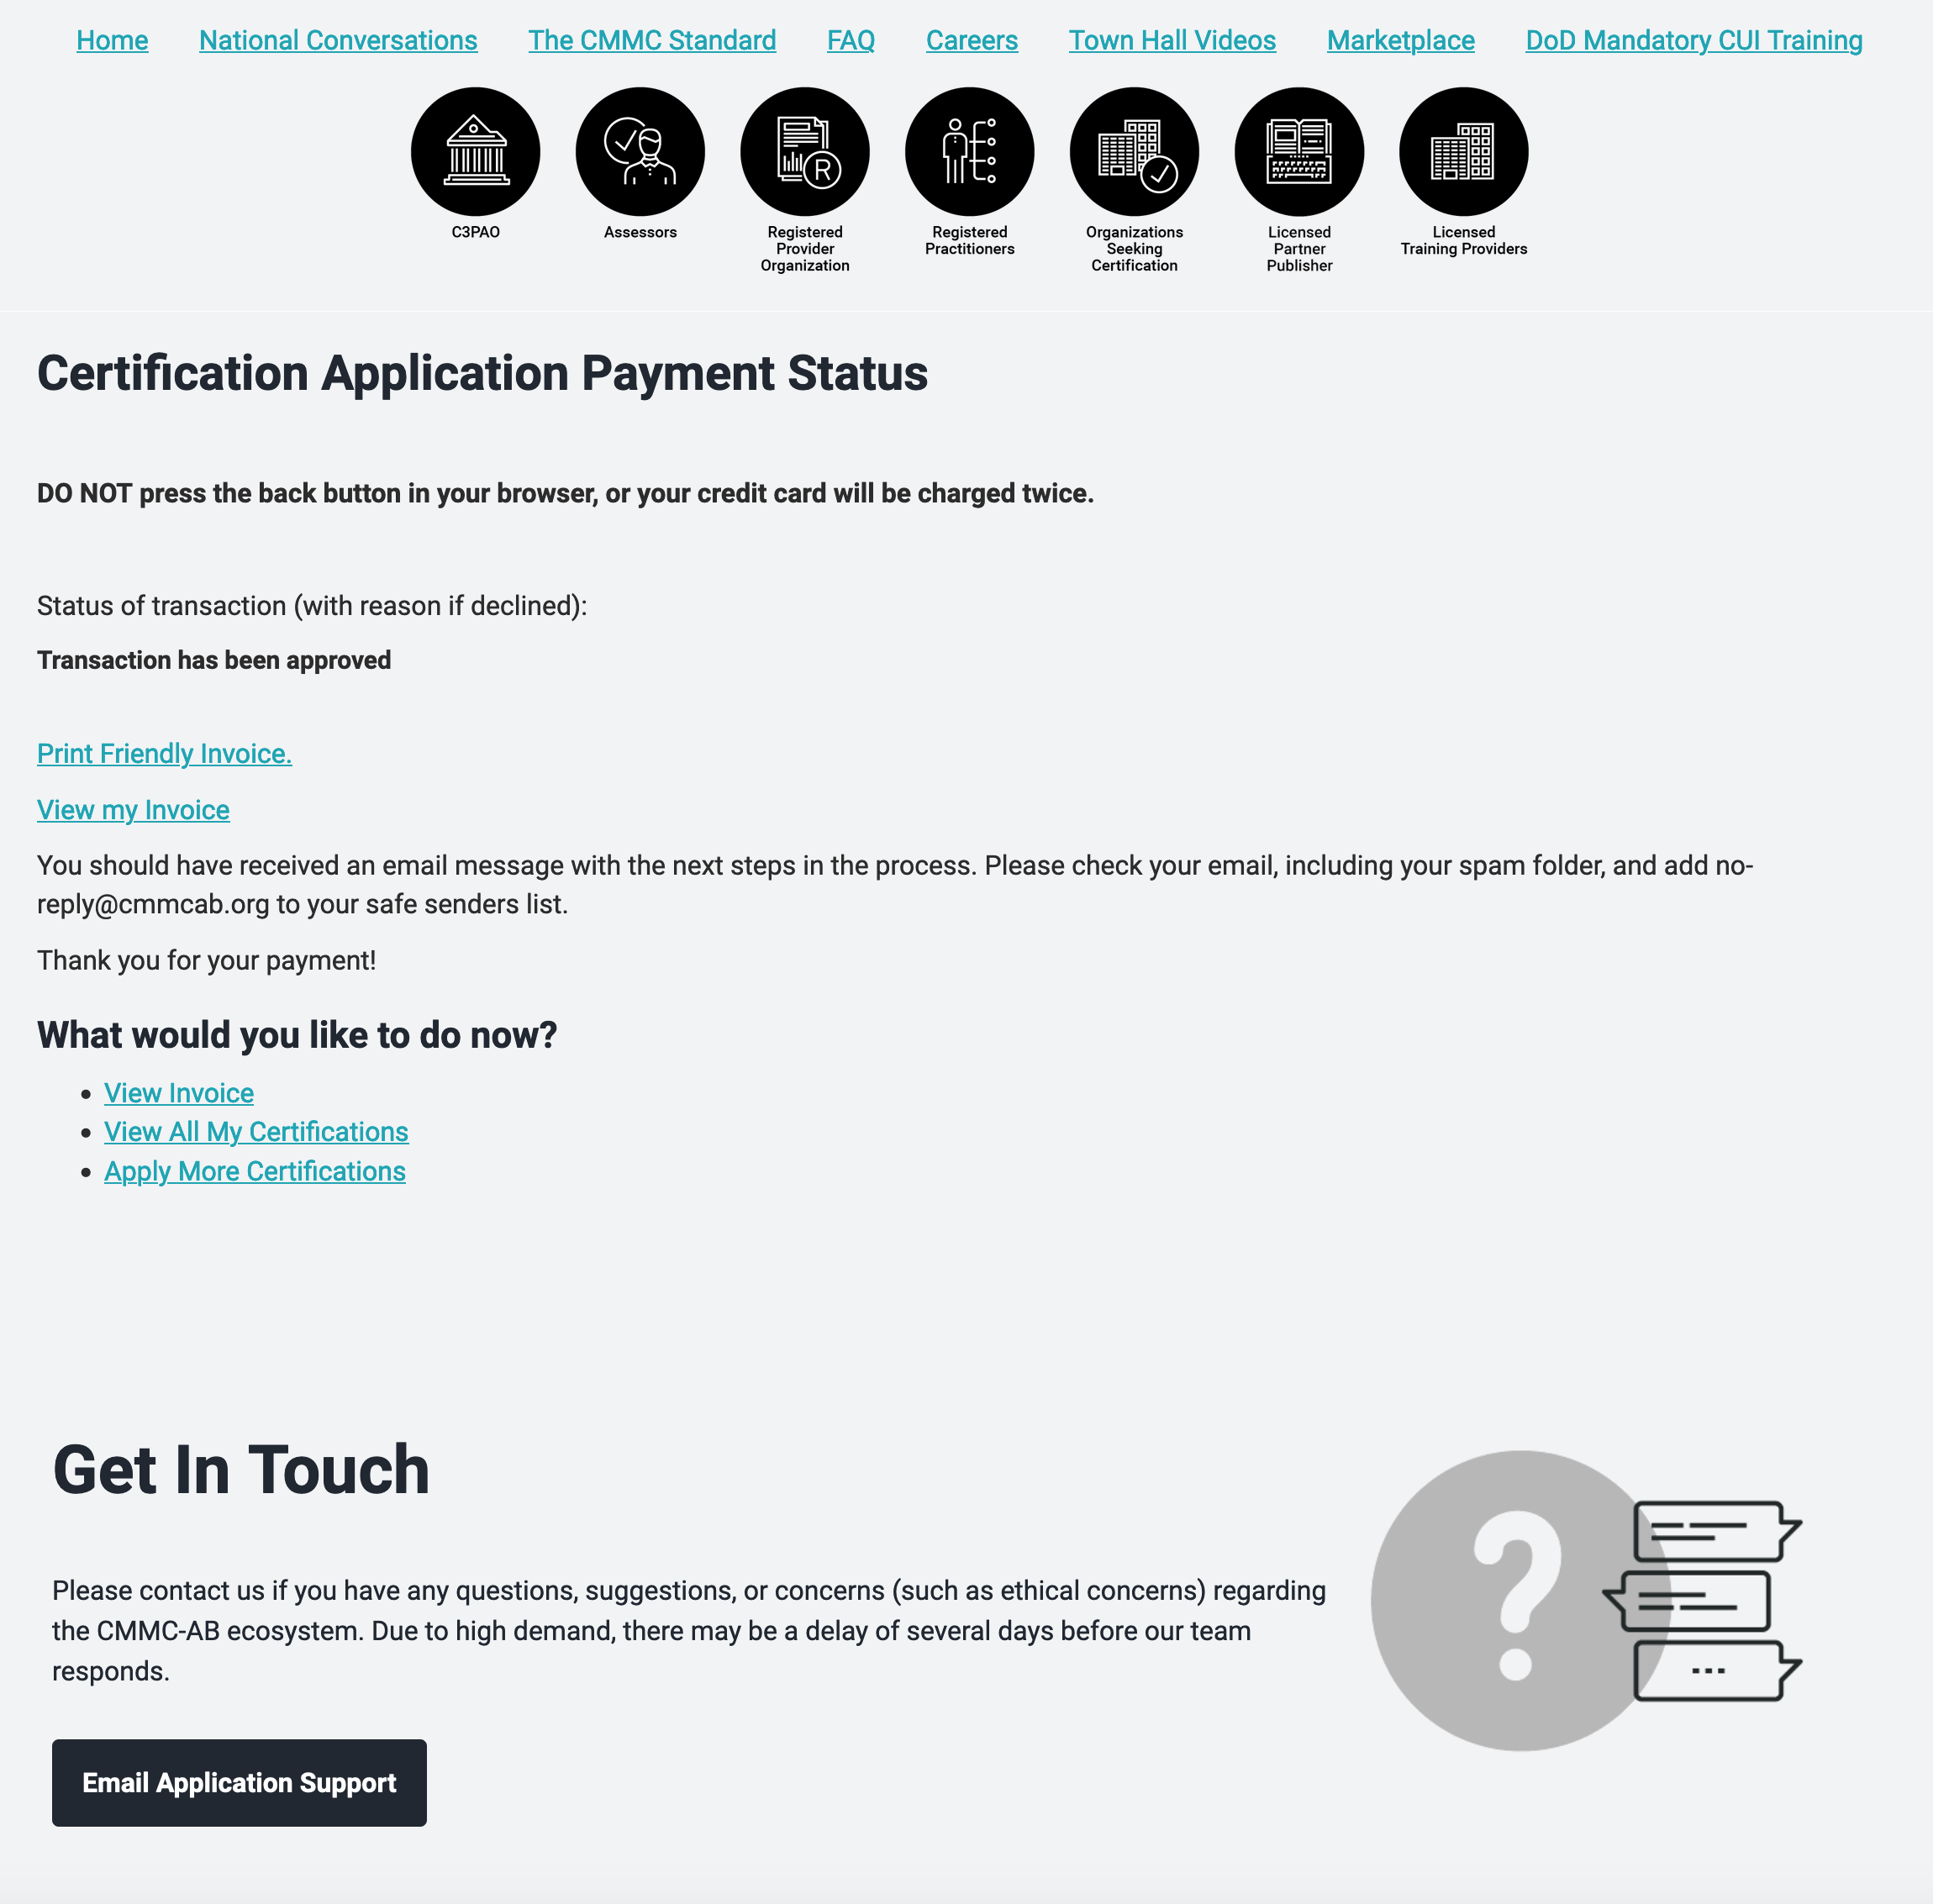 Home National Conversations The CMMC Standard FAQ Careers Town Hall Videos Marketplace DoD Mandatory CUI Training
C3PAO
Assessors
Registered
Provider
Organization
Registered
Practitioners
Organizations
Seeking
Certification
Licensed
Partner
Publisher
Licensed
Training Providers
Certification Application Payment Status
DO NOT press the back button in your browser, or your credit card will be charged twice.
Status of transaction (with reason if declined):
Transaction has been approved
Print Friendly Invoice.
View my Invoice
You should have received an email message with the next steps in the process. Please check your email, including your spam folder, and add no-
reply@cmmcab.org to your safe senders list.
Thank you for your payment!
What would you like to do now?
View Invoice
View All My Certifications
Apply More Certifications
Get In Touch
Please contact us if you have any questions, suggestions, or concerns (such as ethical concerns) regarding
the CMMC-AB ecosystem. Due to high demand, there may be a delay of several days before our team
responds.
Email Application Support